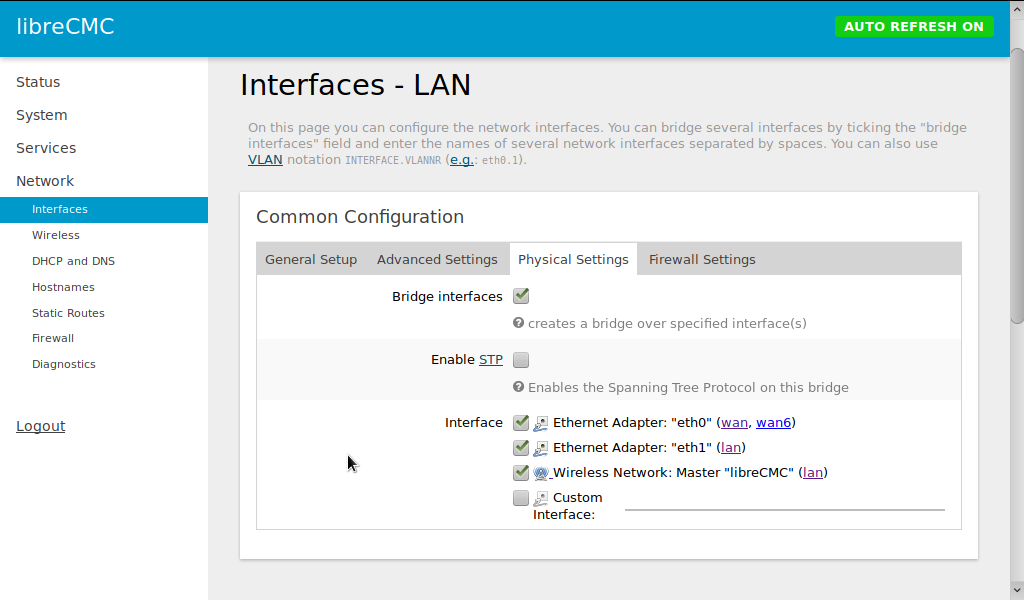 libreCMC
AUTO REFRESH ON
Status
System
Services
Network
Interfaces
Wireless
DHCP and DNS
Hostnames
Static Routes
Firewall
Diagnostics
Logout
Interfaces - LAN
On this page you can configure the network interfaces. You can bridge several interfaces by ticking the "bridge
interfaces" field and enter the names of several network interfaces separated by spaces. You can also use
VLAN notation INTERFACE.VLANNR (e.g.: eth0.1).
Common Configuration
General Setup Advanced Settings Physical Settings Firewall Settings
Bridge interfaces
creates a bridge over specified interface(s)
Enable STP
Enables the Spanning Tree Protocol on this bridge
Interface Ethernet Adapter: "eth0" (wan, wan6)
Ethernet Adapter: "eth1" (lan)
Wireless Network: Master "libreCMC" (lan)
Custom
Interface: